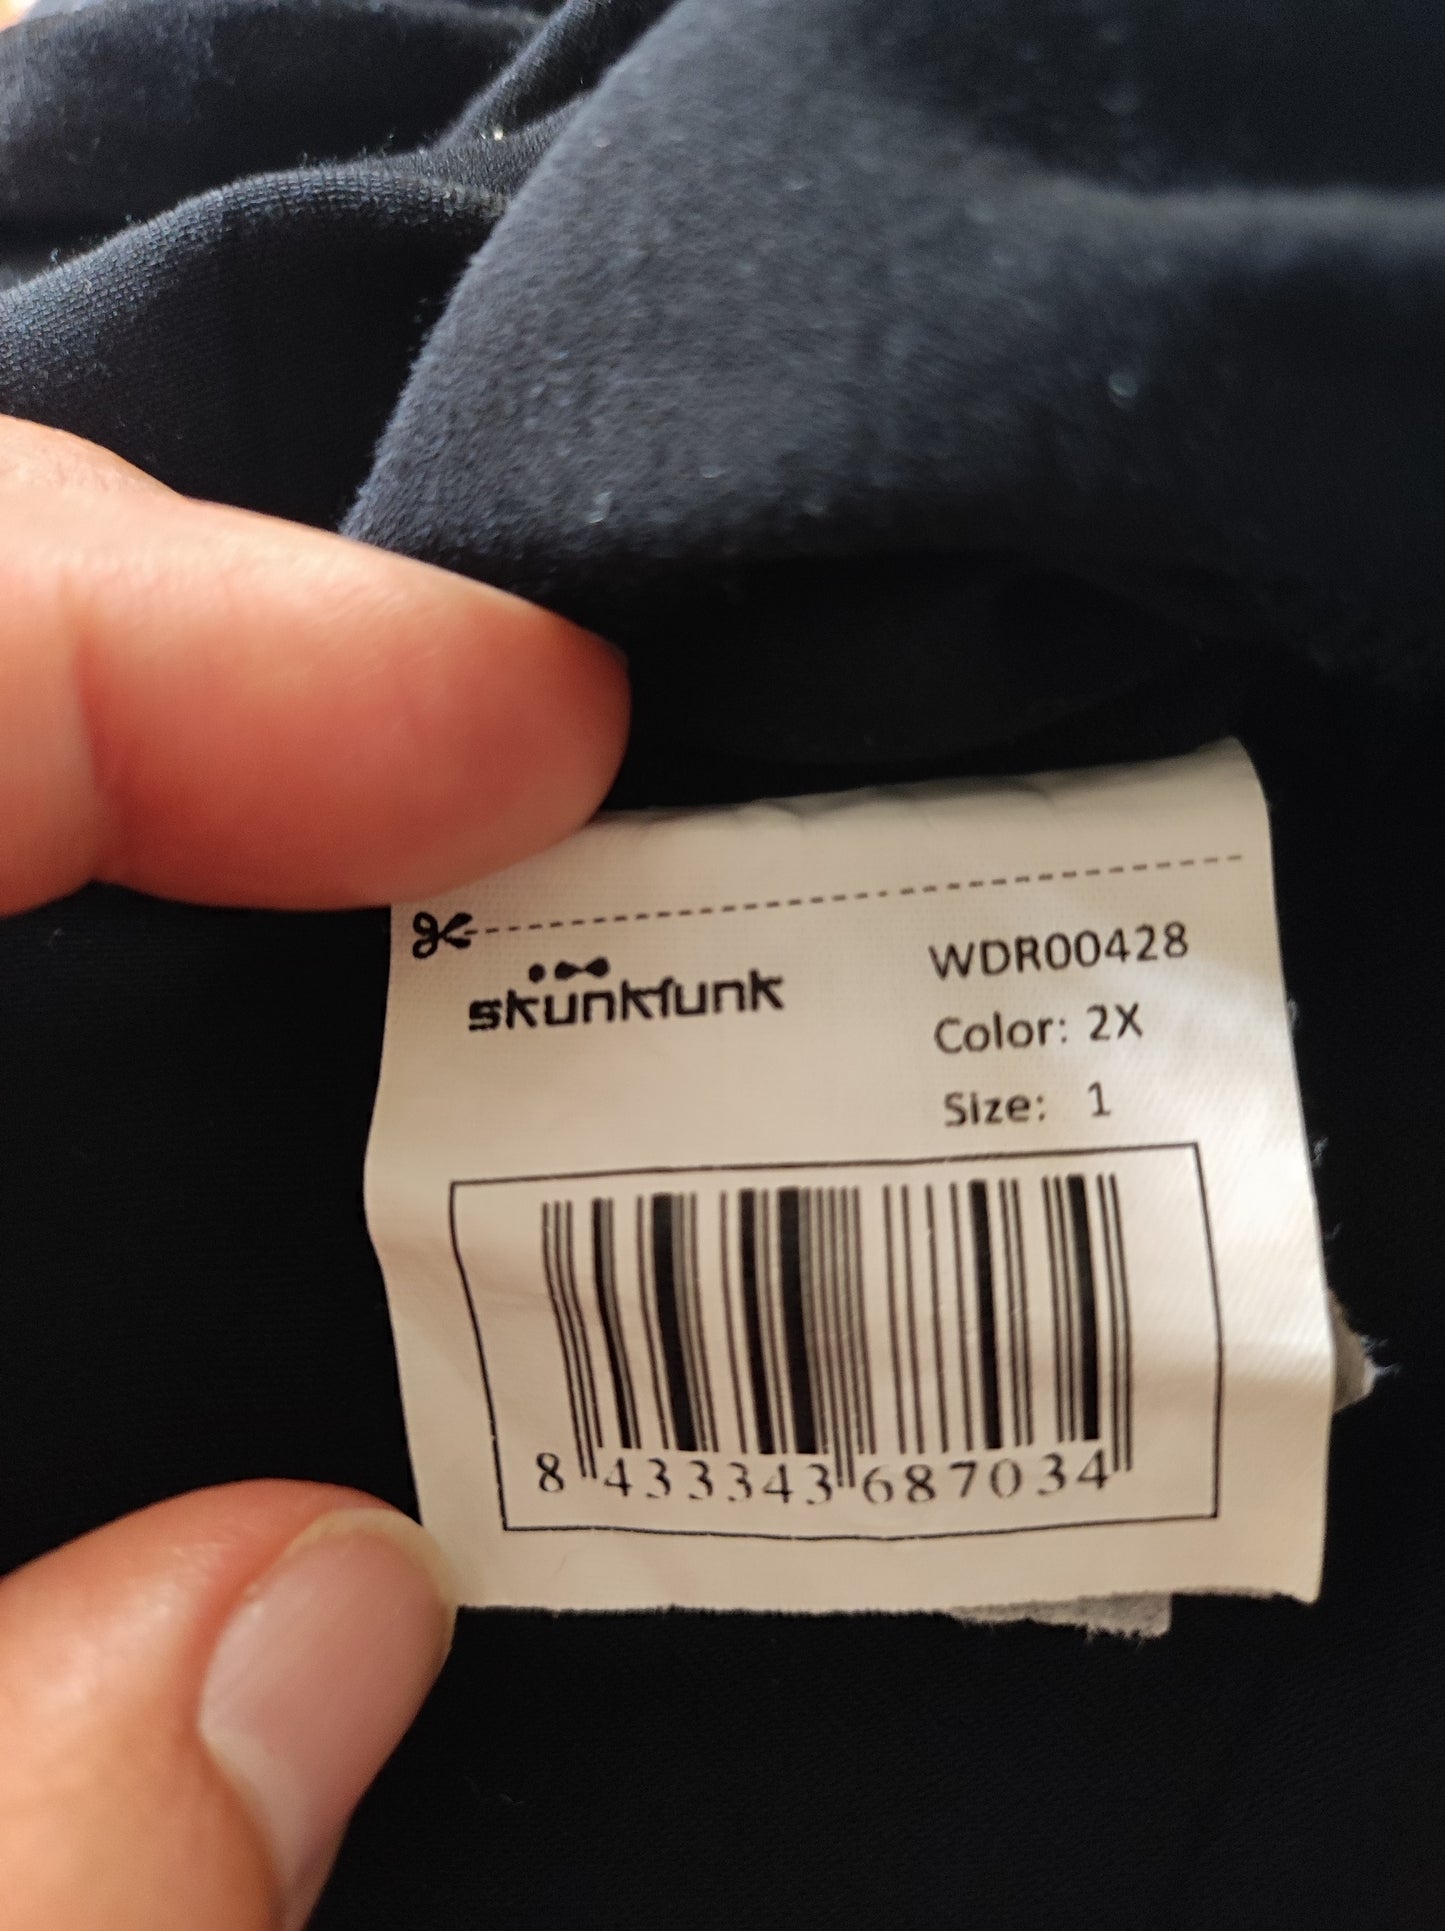 skunkfunk
WDR00428
Color: 2X
Size: 1
8 433343 687034